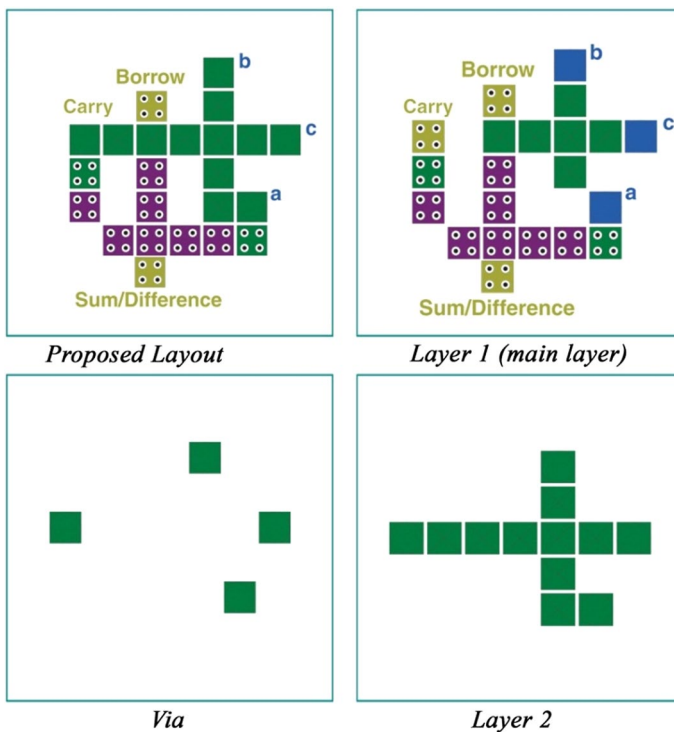 b
Borrow
Carry
c
a
Sum/Difference
Proposed Layout
b
Borrow
Carry
c
a
Sum/Difference
Layer 1 (main layer)
Via
Layer 2